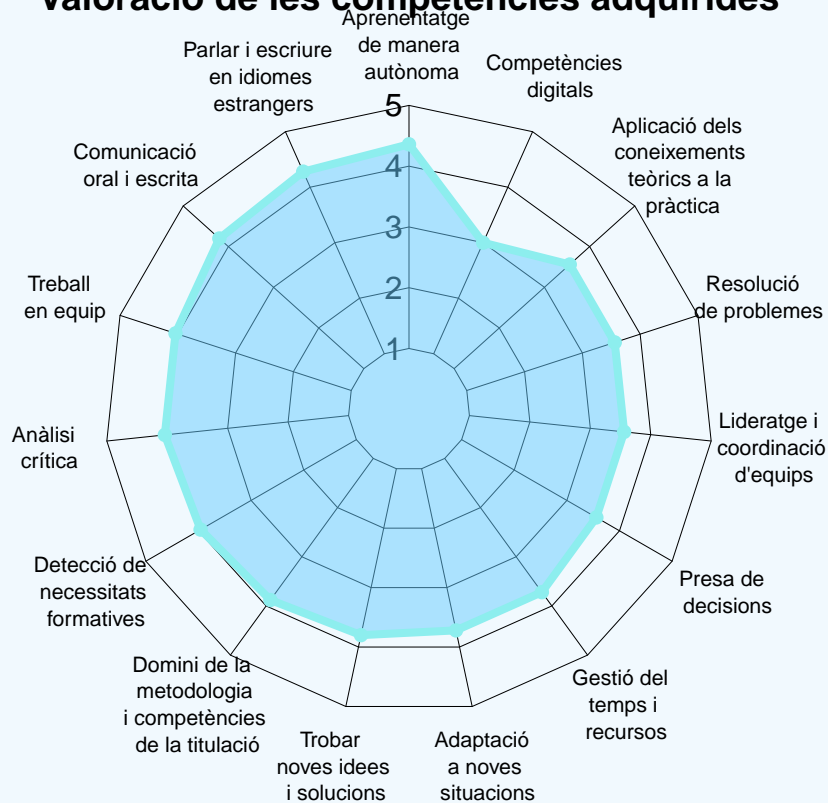 Valoració de les competències adquirides
Aprenentatge
de manera
autònoma
Competències
digitals
Aplicació dels
coneixements
teòrics a la
pràctica
Resolució
de problemes
Lideratge i
coordinació
d'equips
Presa de
decisions
Gestió del
temps i
recursos
Adaptació
a noves
situacions
Trobar
noves idees
i solucions
Domini de la
metodologia
i competències
de la titulació
Detecció de
necessitats
formatives
Anàlisi
crítica
Treball
en equip
Comunicació
oral i escrita
Parlar i escriure
en idiomes
estrangers
5
4
3
2
1